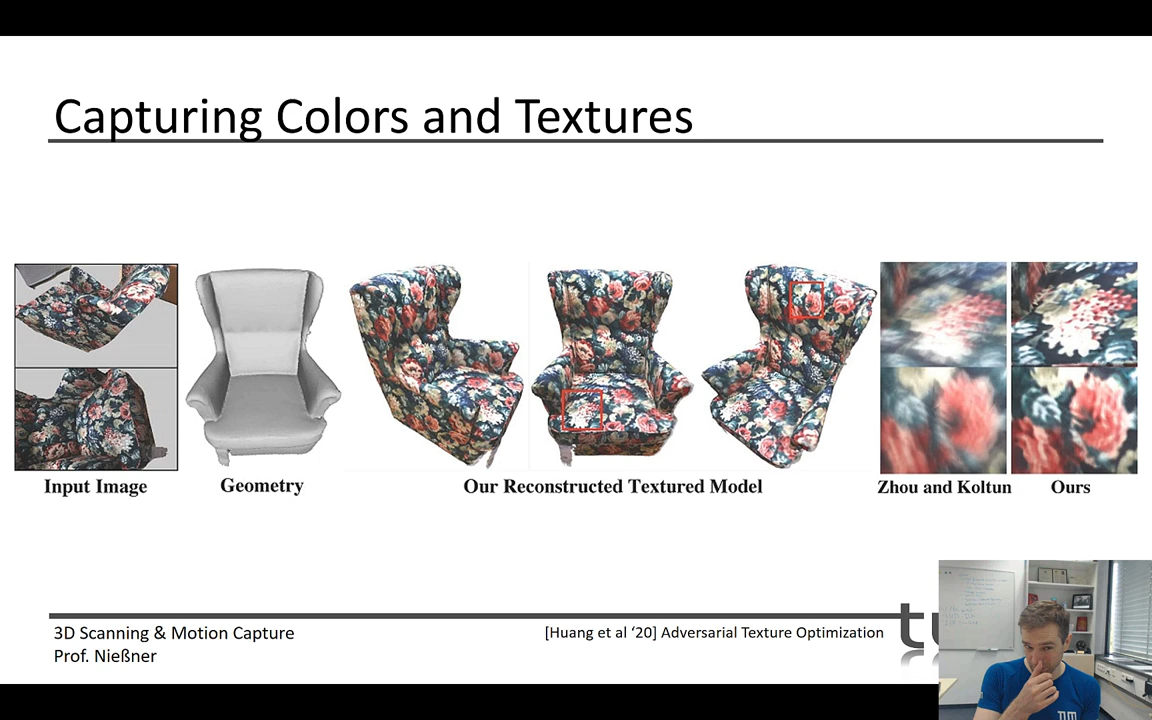 Capturing Colors and Textures
Input Image
Geometry
Our Reconstructed Textured Model
Zhou and Koltun
Ours
3D Scanning & Motion Capture
Prof. Nießner
[Huang et al ‘20] Adversarial Texture Optimization